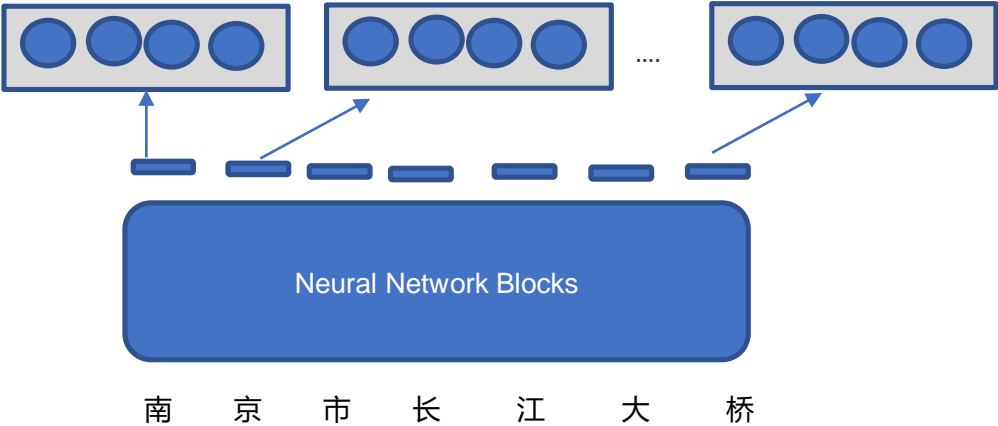 ....
Neural Network Blocks
南 京 市 长 江 大 桥